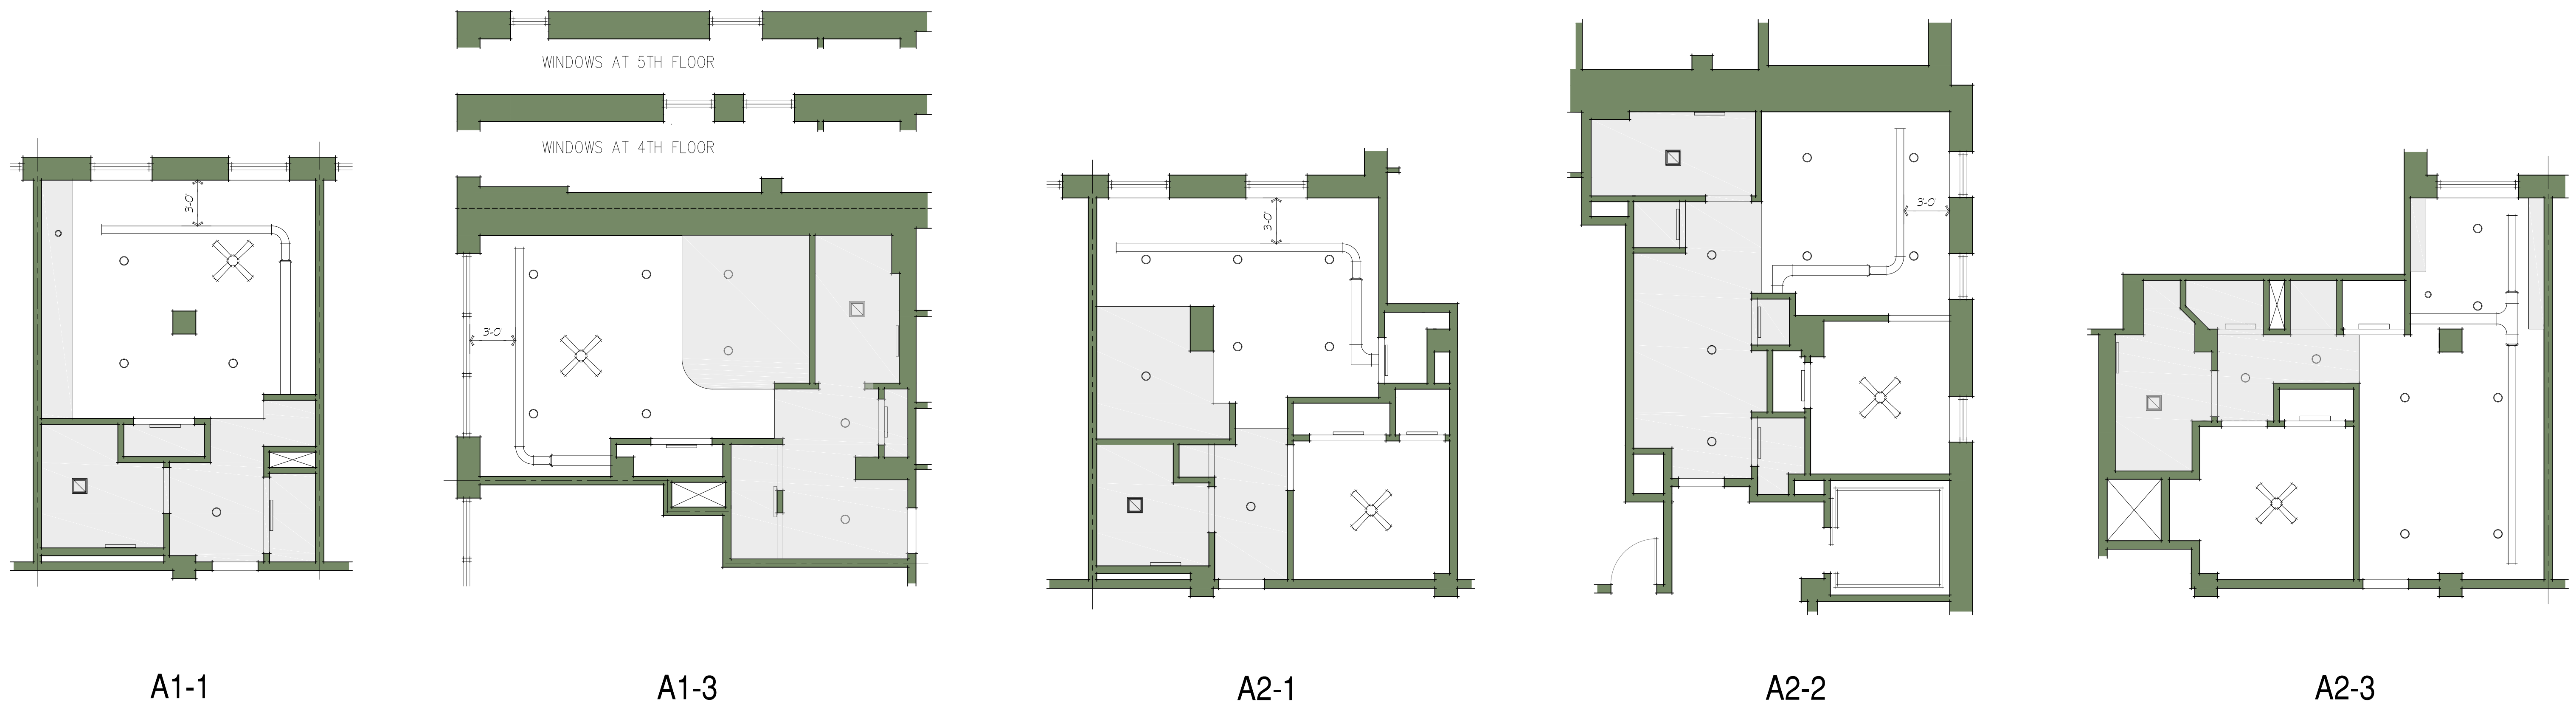 WINDOWS AT 5TH FLOOR
WINDOWS AT 4TH FLOOR
3'-0"
3'-0"
3'-0"
3'-0"
A1-1
A1-3
A2-1
A2-2
A2-3